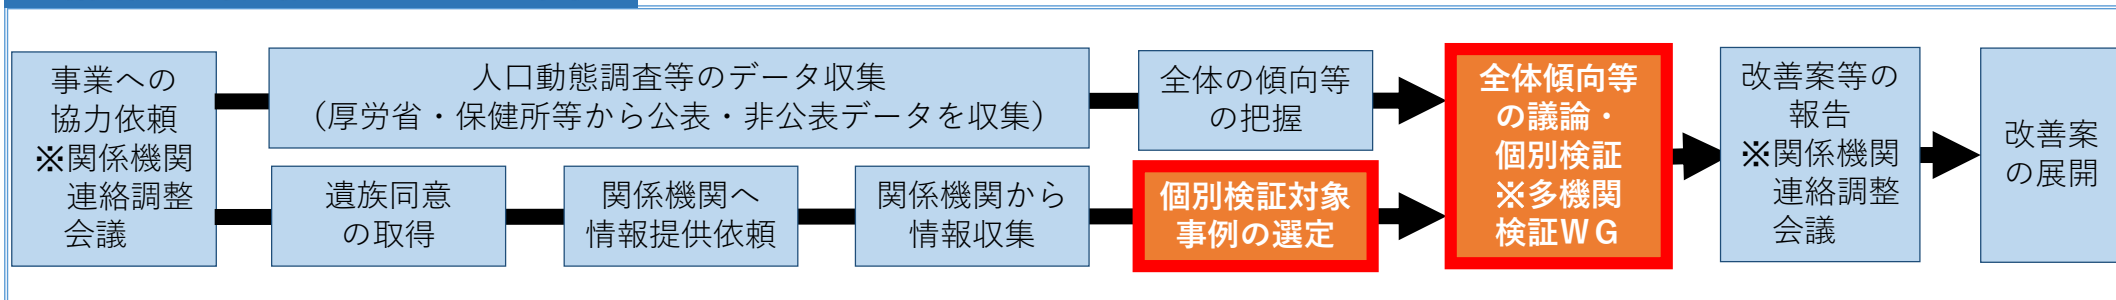 事業への
協力依頼
※関係機関
連絡調整
会議
人口動態調査等のデータ収集
（厚労省・保健所等から公表・非公表データを収集）
全体の傾向等
の把握
遺族同意
の取得
関係機関へ
情報提供依頼
関係機関から
情報収集
個別検証対象
事例の選定
全体傾向等
の議論・
個別検証
※多機関
検証ＷＧ
改善案等の
報告
※関係機関
連絡調整
会議
改善案
の展開